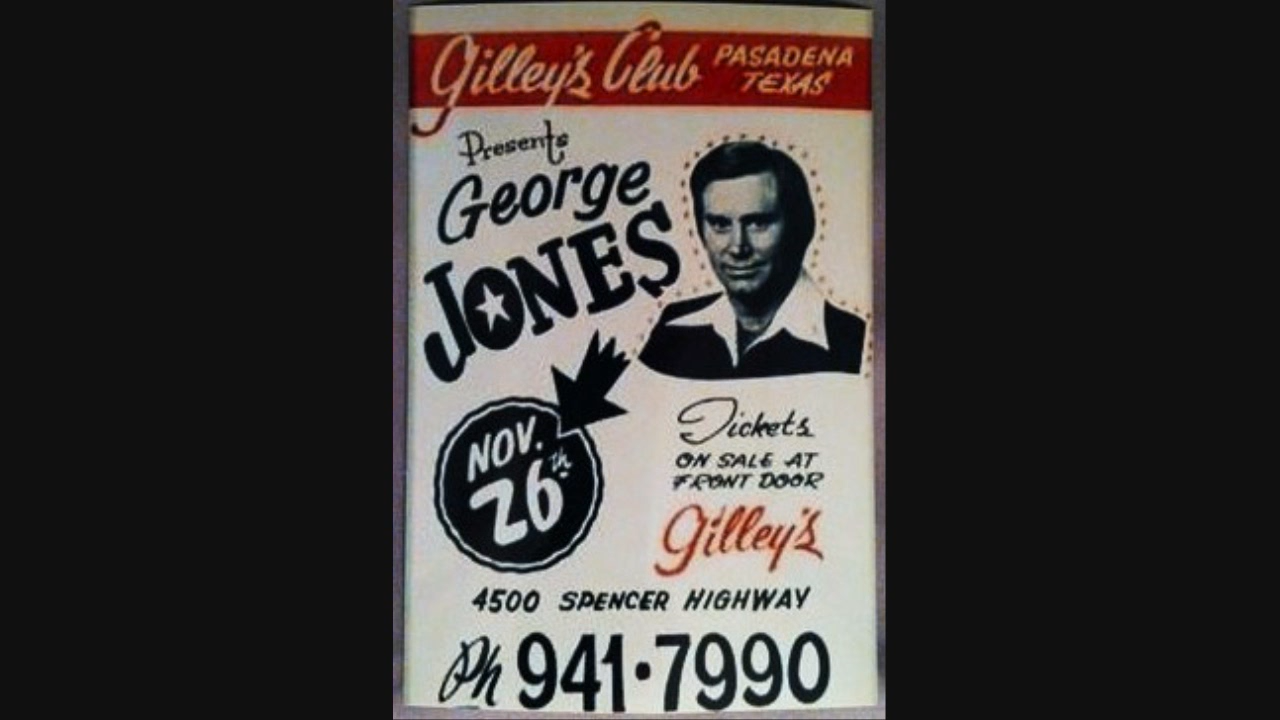 Gilley's Club PASADENA
TEXAS
Presents
George
JONES
NOV.
26th
Tickets
ON SALE AT
FRONT DOOR
Gilley's
4500 SPENCER HIGHWAY
Ph 941·7990